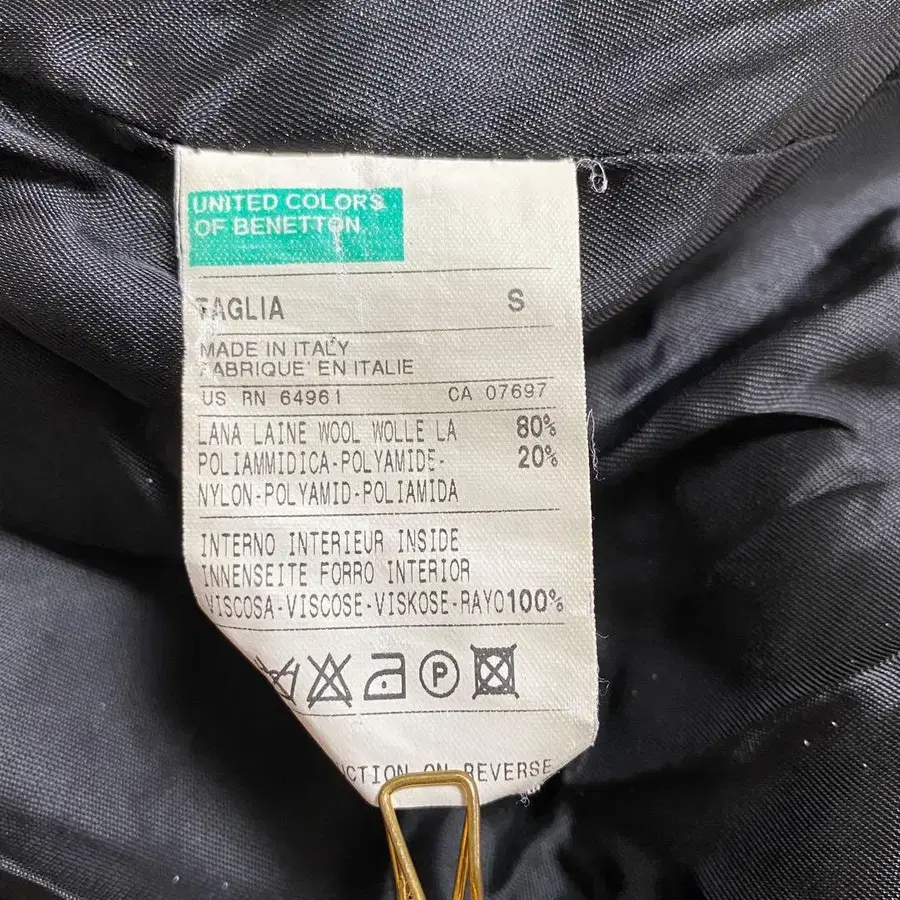 UNITED COLORS
OF BENETTON.
TAGLIA S
MADE IN ITALY
FABRIQUE' EN ITALIE
US RN 64961 CA 07697
LANA LAINE WOOL WOLLE LA 80%
POLIAMMIDICA-POLYAMIDE- 20%
NYLON-POLYAMID-POLIAMIDA
INTERNO INTERIEUR INSIDE
INNENSEITE FORRO INTERIOR
VISCOSA-VISCOSE-VISKOSE-RAYO100%
P
ON REVERSE